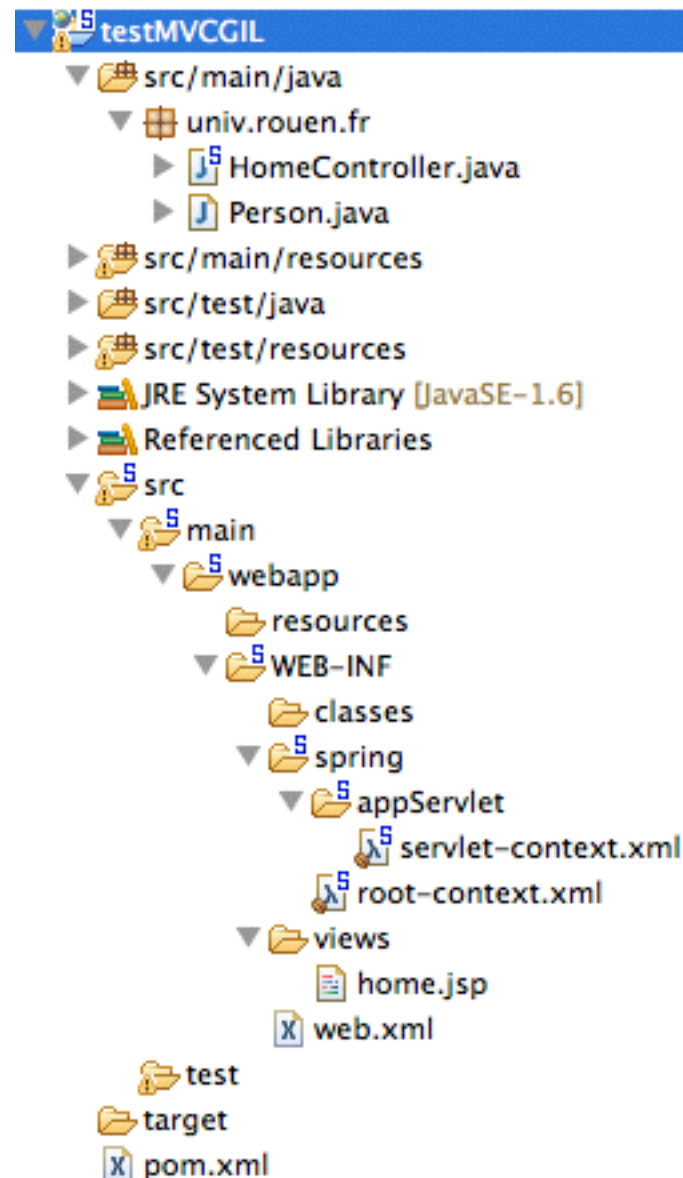 testMVCGIL
src/main/java
univ.rouen.fr
HomeController.java
Person.java
src/main/resources
src/test/java
src/test/resources
JRE System Library [JavaSE-1.6]
Referenced Libraries
src
main
webapp
resources
WEB-INF
classes
spring
appServlet
servlet-context.xml
root-context.xml
views
home.jsp
web.xml
test
target
pom.xml